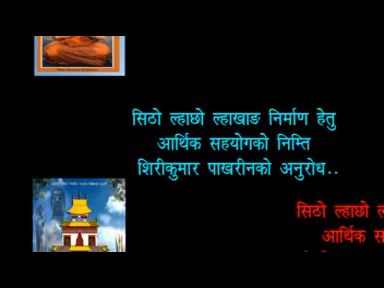 सिठो ल्हाछो ल्हाखाङ निर्माण हेतु
आर्थिक सहयोगको निम्ति
शिरीकुमार पाखरीनको अनुरोध..
सिठो ल्हाछो ल
आर्थिक स